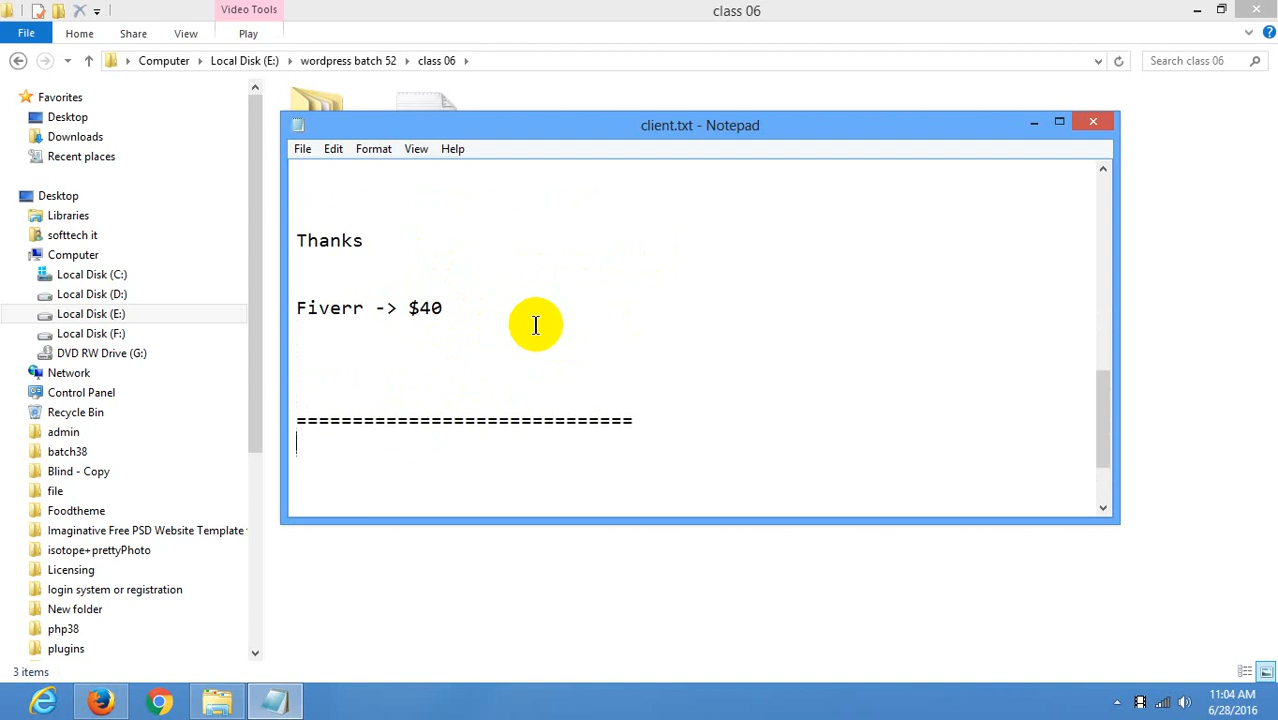 Video Tools
class 06
File
Home
Share
View
Play
Computer
Local Disk (E:)
wordpress batch 52
class 06
Search class 06
Favorites
Desktop
Downloads
Recent places
Desktop
Libraries
softtech it
Computer
Local Disk (C:)
Local Disk (D:)
Local Disk (E:)
Local Disk (F:)
DVD RW Drive (G:)
Network
Control Panel
Recycle Bin
admin
batch38
Blind - Copy
file
Foodtheme
Imaginative Free PSD Website Template
isotope+prettyPhoto
Licensing
login system or registration
New folder
php38
plugins
client.txt - Notepad
File Edit Format View Help
Thanks
Fiverr -> $40
==============================
3 items
11:04 AM
6/28/2016